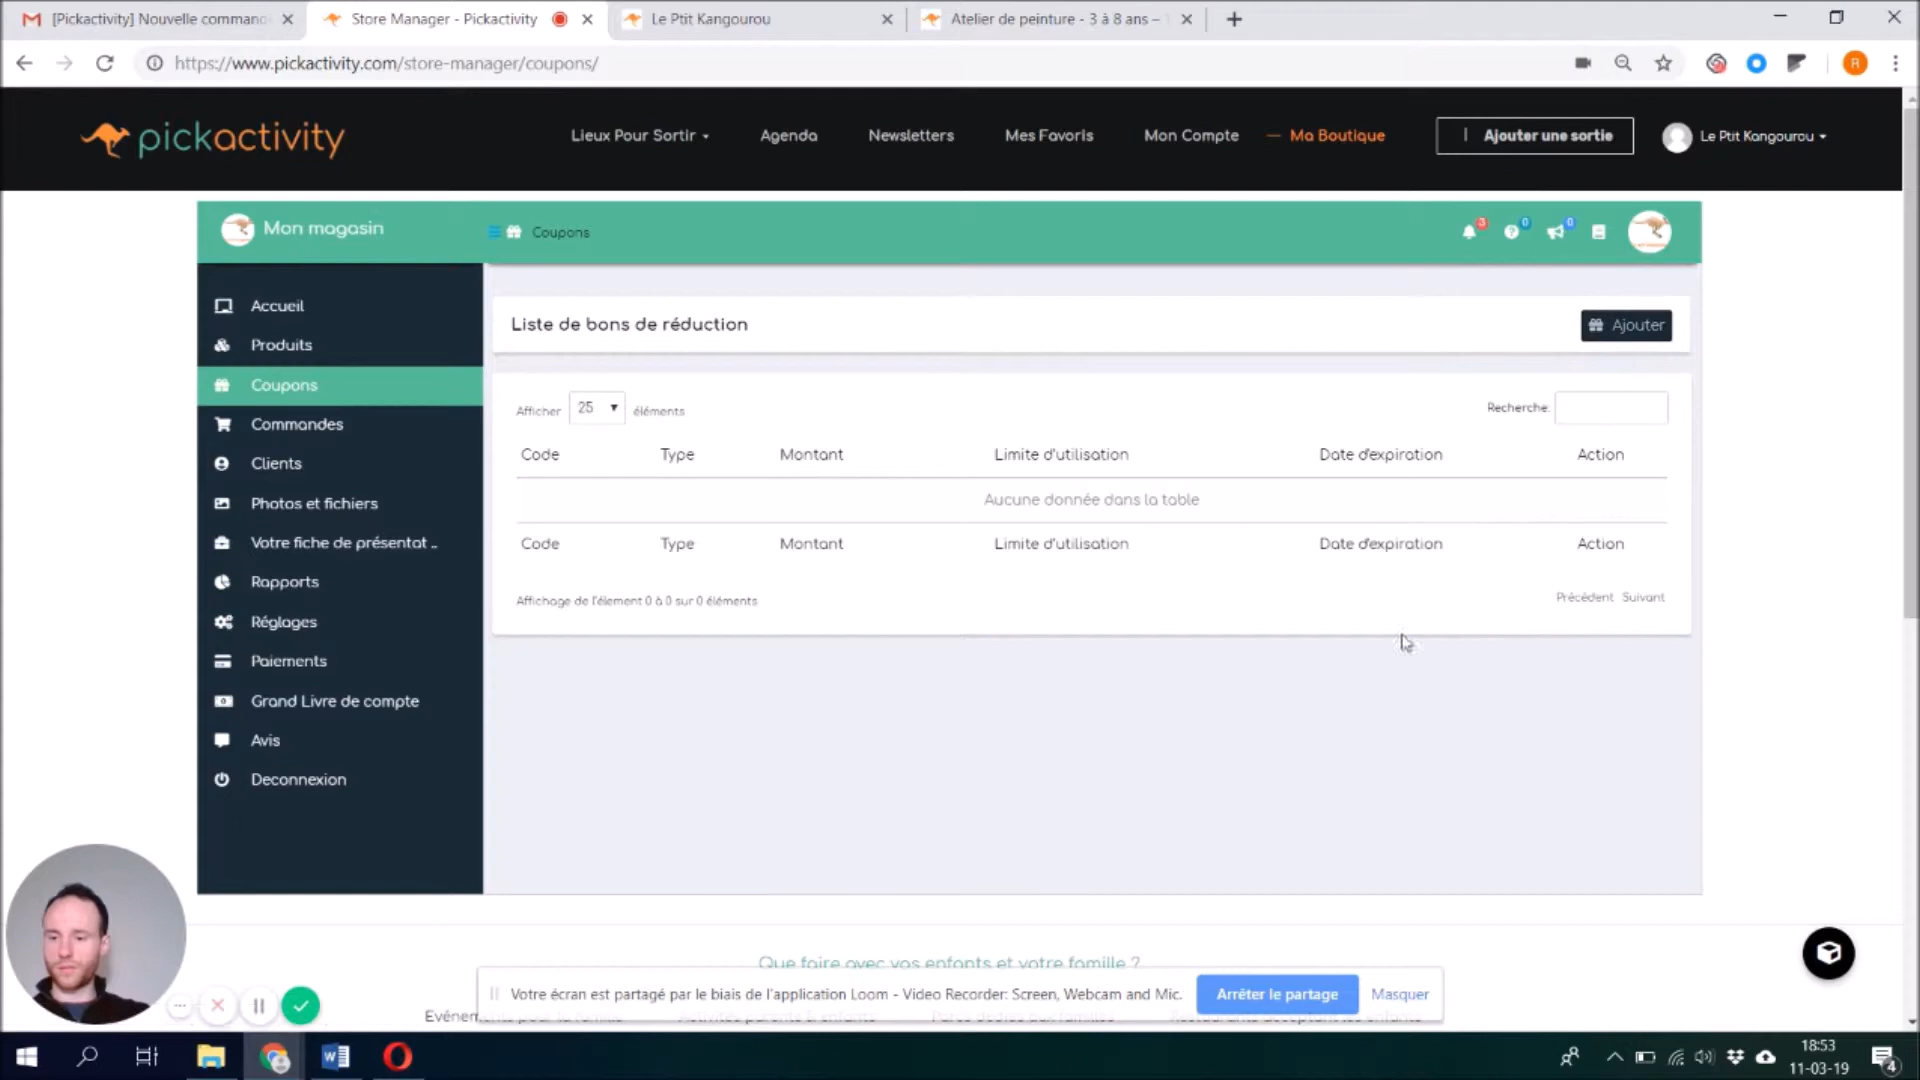 [Pickactivity] Nouvelle command
Store Manager - Pickactivity
Le Ptit Kangourou
Atelier de peinture - 3 à 8 ans –
https://www.pickactivity.com/store-manager/coupons/
R
pickactivity
Lieux Pour Sortir
Agenda
Newsletters
Mes Favoris
Mon Compte
Ma Boutique
Ajouter une sortie
Le Ptit Kangourou
Mon magasin
Coupons
3
0
0
Accueil
Produits
Coupons
Commandes
Clients
Photos et fichiers
Votre fiche de présentat ..
Rapports
Réglages
Paiements
Grand Livre de compte
Avis
Deconnexion
Liste de bons de réduction
Ajouter
Afficher 25 éléments
Recherche:
Code Type Montant Limite d'utilisation Date d'expiration Action
Aucune donnée dans la table
Code Type Montant Limite d'utilisation Date d'expiration Action
Affichage de l'élement 0 à 0 sur 0 éléments
Précédent Suivant
Que faire avec vos enfants et votre famille ?
Votre écran est partagé par le biais de l'application Loom - Video Recorder: Screen, Webcam and Mic.
Arrêter le partage
Masquer
18:53
11-03-19
4